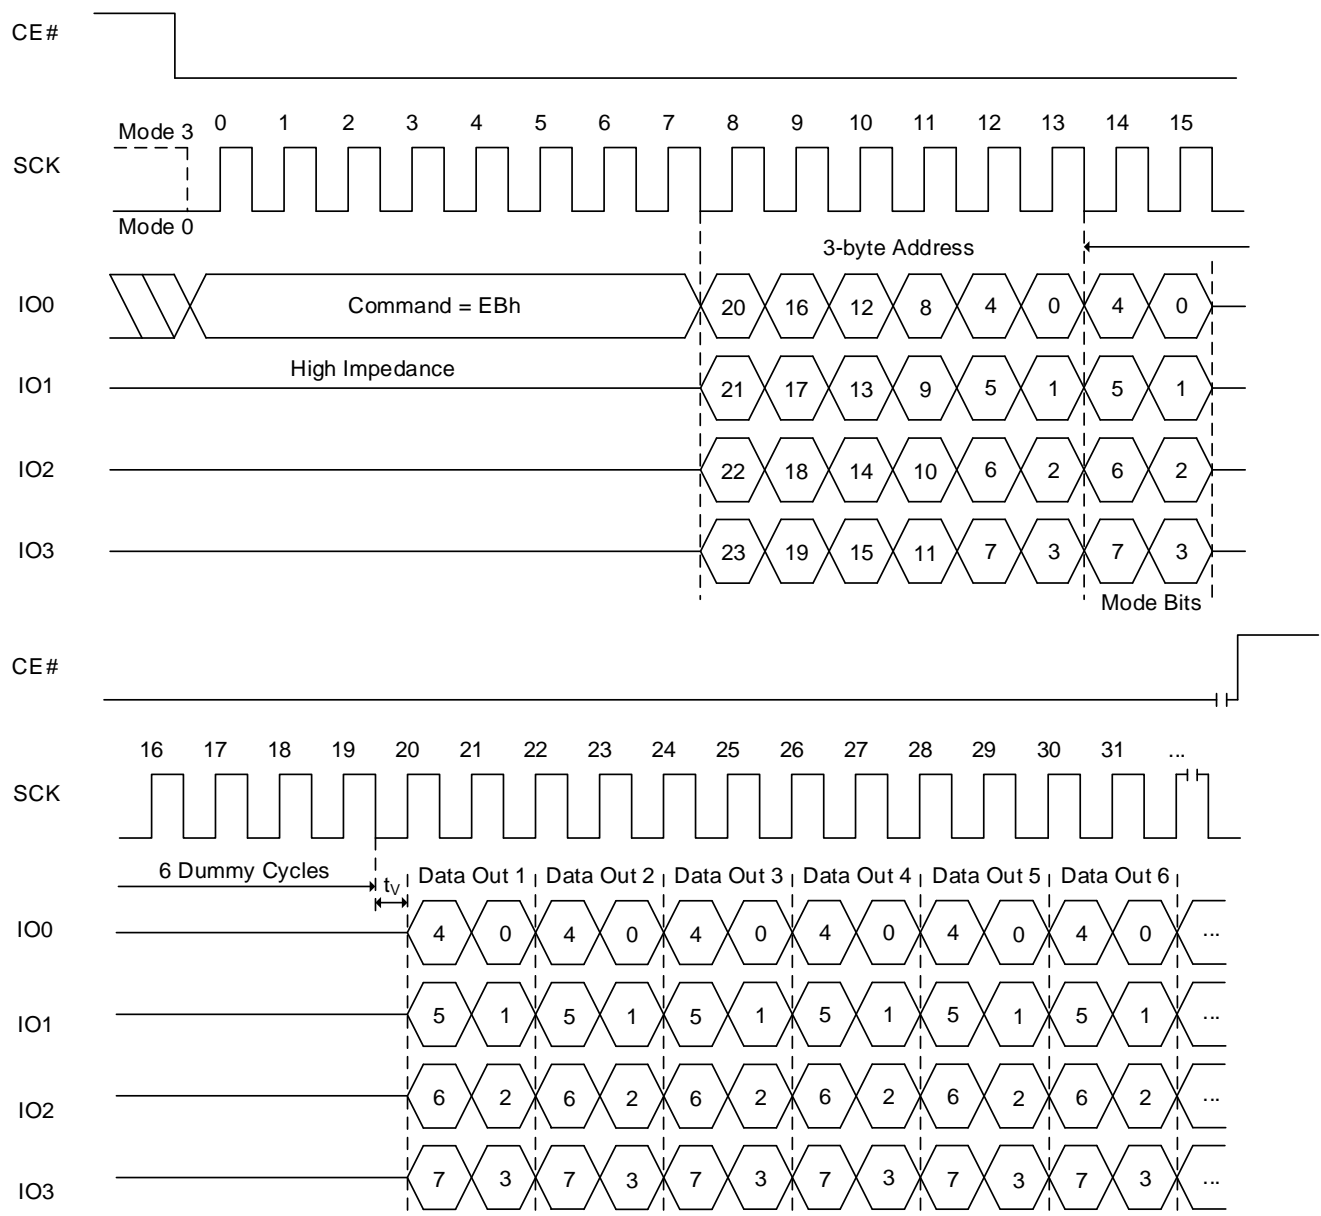 CE#
Mode 3 0 1 2 3 4 5 6 7 8 9 10 11 12 13 14 15
SCK
Mode 0
3-byte Address
IO0 Command = EBh 20 16 12 8 4 0 4 0
High Impedance
IO1 21 17 13 9 5 1 5 1
IO2 22 18 14 10 6 2 6 2
IO3 23 19 15 11 7 3 7 3
Mode Bits
CE#
16 17 18 19 20 21 22 23 24 25 26 27 28 29 30 31 ...
SCK
6 Dummy Cycles tV Data Out 1 Data Out 2 Data Out 3 Data Out 4 Data Out 5 Data Out 6
IO0 4 0 4 0 4 0 4 0 4 0 4 0 ...
IO1 5 1 5 1 5 1 5 1 5 1 5 1 ...
IO2 6 2 6 2 6 2 6 2 6 2 6 2 ...
IO3 7 3 7 3 7 3 7 3 7 3 7 3 ...